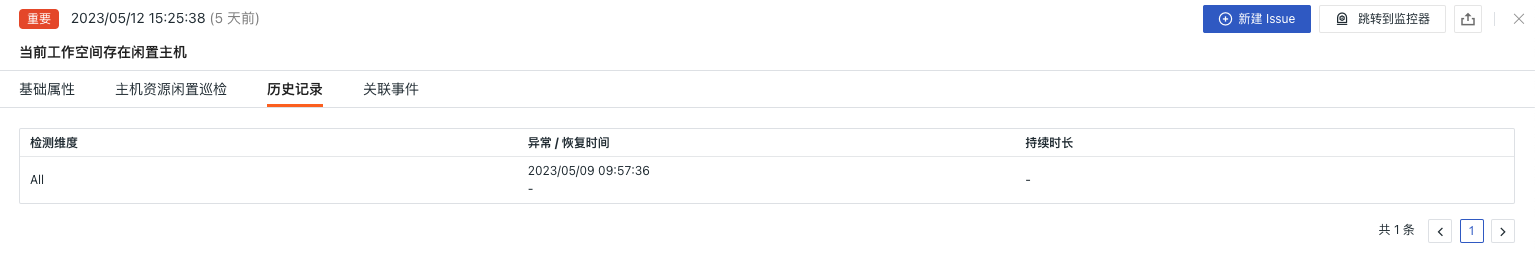 重要 2023/05/12 15:25:38 (5 天前) 新建 Issue 跳转到监控器
当前工作空间存在闲置主机
基础属性 主机资源闲置巡检 历史记录 关联事件
检测维度 异常 / 恢复时间 持续时长
All 2023/05/09 09:57:36 -
-
共 1 条 1